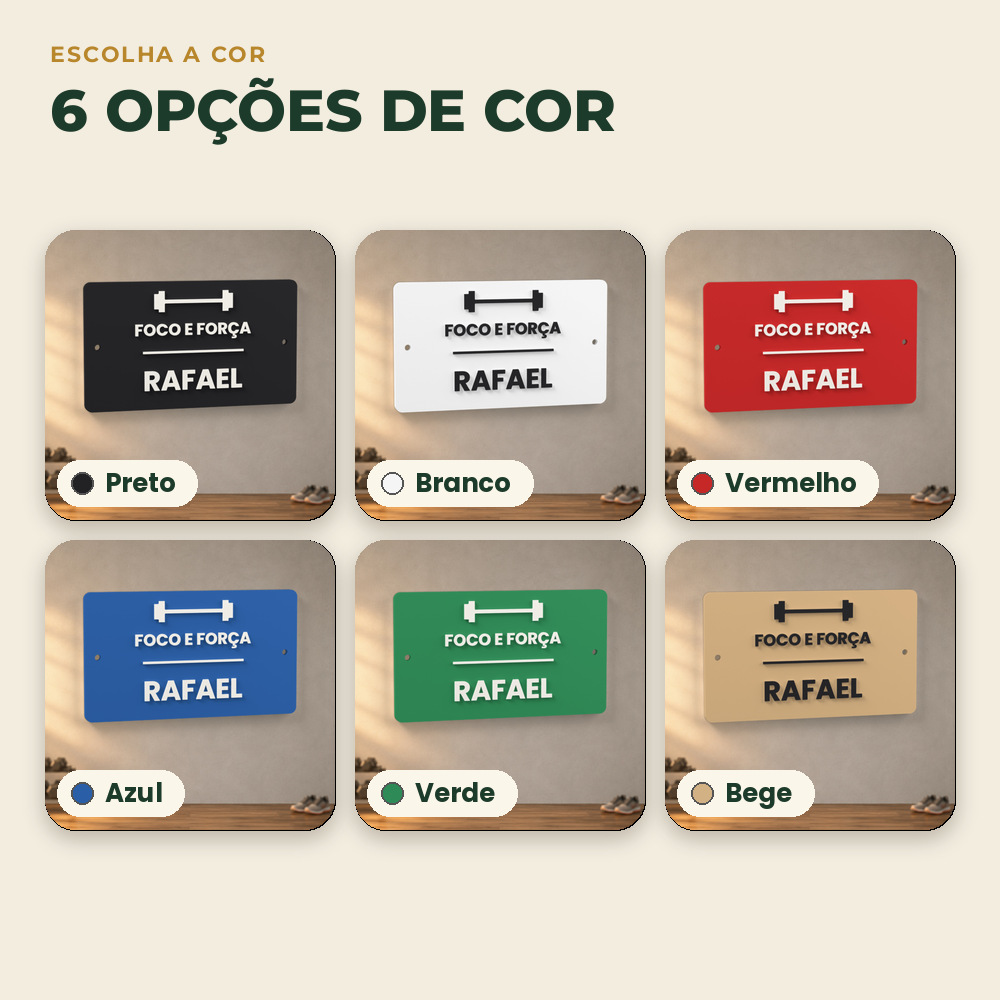 ESCOLHA A COR
6 OPÇÕES DE COR
FOCO E FORÇA
RAFAEL
Preto
FOCO E FORÇA
RAFAEL
Branco
FOCO E FORÇA
RAFAEL
Vermelho
FOCO E FORÇA
RAFAEL
Azul
FOCO E FORÇA
RAFAEL
Verde
FOCO E FORÇA
RAFAEL
Bege